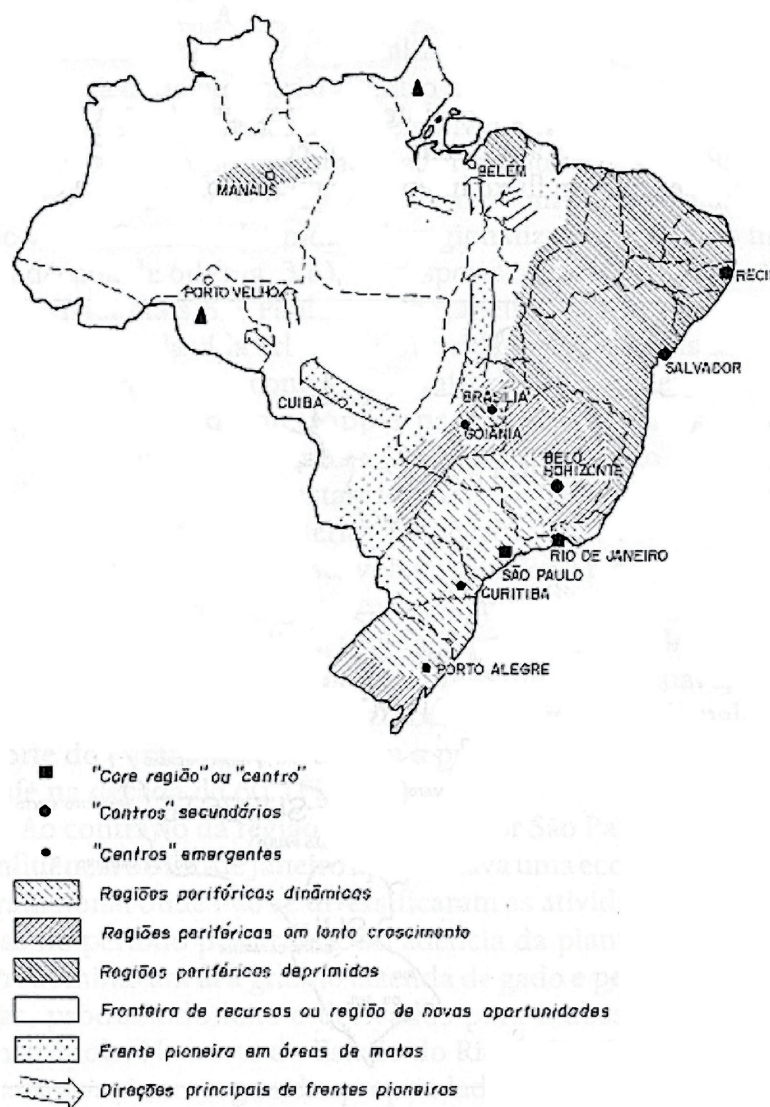 BELÉM
MANAUS
RECI
PORTO VELHO
SALVADOR
BRASÍLIA
CUIBA
GOIÂNIA
BELO
HORIZONTE
RIO DE JANEIRO
SÃO PAULO
CURITIBA
PORTO ALEGRE
"Core região" ou "centro"
"Centros" secundários
"Centros" emergentes
Regiões periféricas dinâmicas
Regiões periféricas em lento crescimento
Regiões periféricas deprimidas
Fronteira de recursos ou região de novas oportunidades
Frente pioneira em áreas de matas
Direções principais de frentes pioneiras